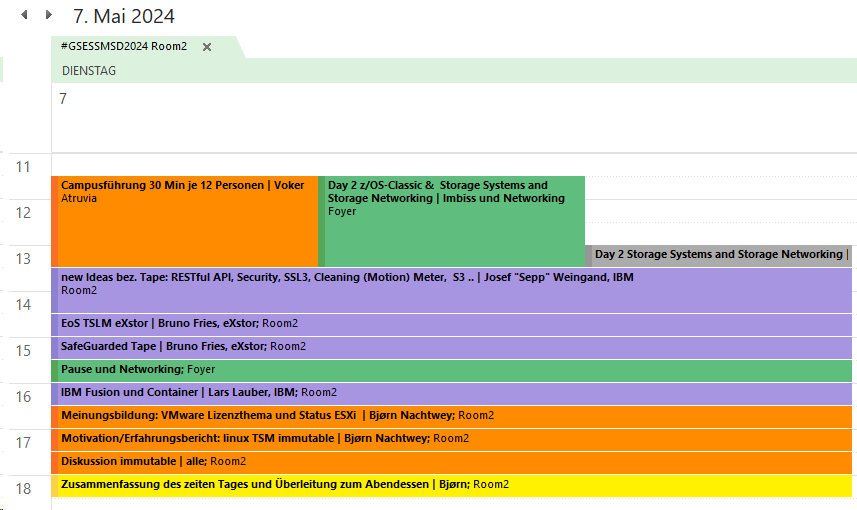 7. Mai 2024
#GSESSMSD2024 Room2
DIENSTAG
7
11
Campusführung 30 Min je 12 Personen | Voker
Atruvia
Day 2 z/OS-Classic & Storage Systems and
Storage Networking | Imbiss und Networking
Foyer
12
13
Day 2 Storage Systems and Storage Networking |
new Ideas bez. Tape: RESTful API, Security, SSL3, Cleaning (Motion) Meter, S3 .. | Josef "Sepp" Weingand, IBM
Room2
14
EoS TSLM eXstor | Bruno Fries, eXstor; Room2
15
SafeGuarded Tape | Bruno Fries, eXstor; Room2
Pause und Networking; Foyer
16
IBM Fusion und Container | Lars Lauber, IBM; Room2
Meinungsbildung: VMware Lizenzthema und Status ESXi | Bjørn Nachtwey; Room2
17
Motivation/Erfahrungsbericht: linux TSM immutable | Bjørn Nachtwey; Room2
Diskussion immutable | alle; Room2
18
Zusammenfassung des zeiten Tages und Überleitung zum Abendessen | Bjørn; Room2